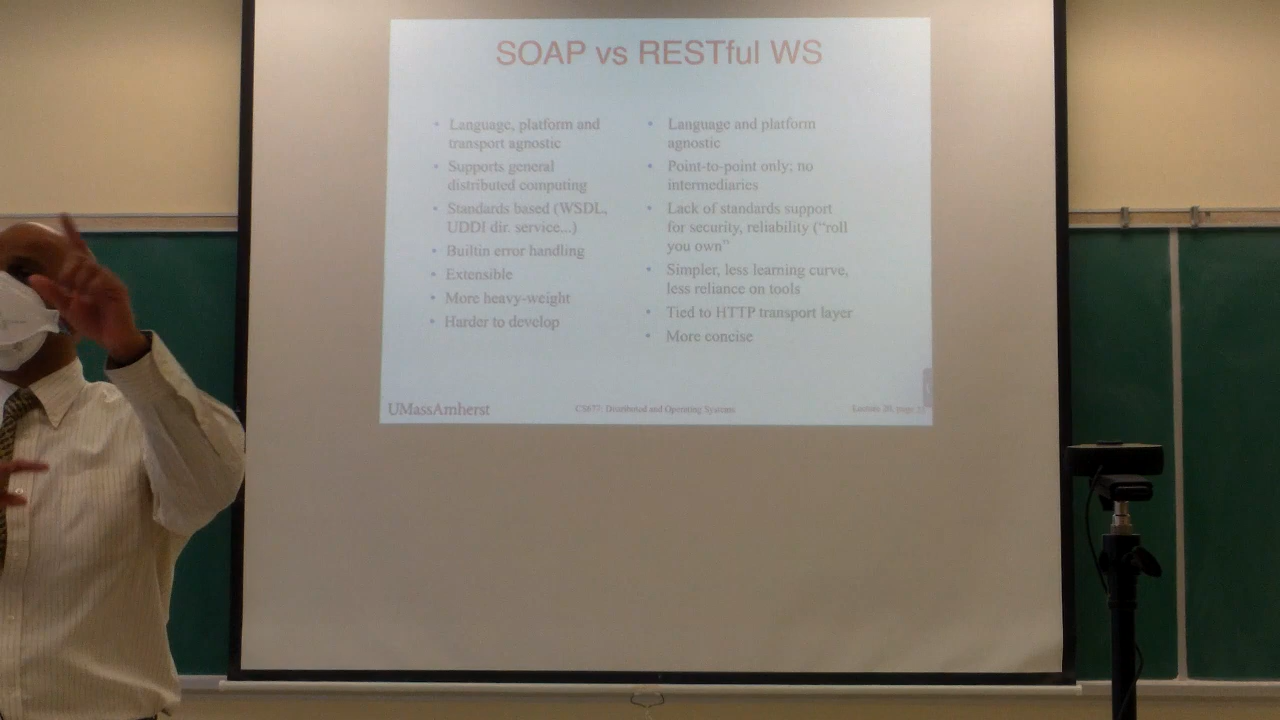 SOAP vs RESTful WS
• Language, platform and
transport agnostic
• Supports general
distributed computing
• Standards based (WSDL,
UDDI dir. service...)
• Builtin error handling
• Extensible
• More heavy-weight
• Harder to develop
• Language and platform
agnostic
• Point-to-point only; no
intermediaries
• Lack of standards support
for security, reliability (“roll
you own”
• Simpler, less learning curve,
less reliance on tools
• Tied to HTTP transport layer
• More concise
UMassAmherst
CS677: Distributed and Operating Systems
Lecture 20, page